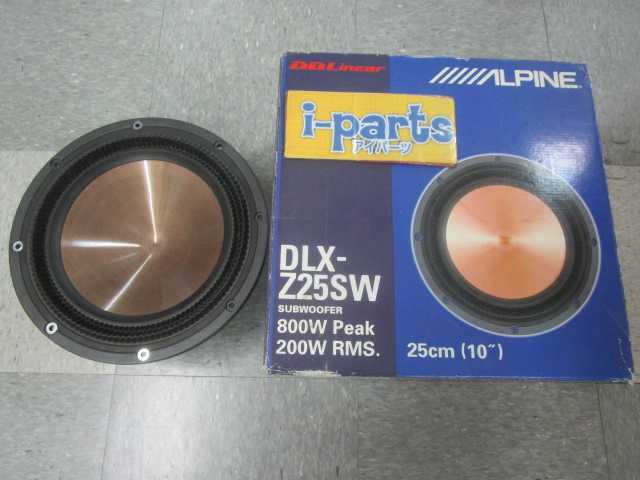 DDLinear
ALPINE
i-parts
アイパーツ
DLX-
Z25SW
SUBWOOFER
800W Peak
200W RMS.
25cm (10˝)